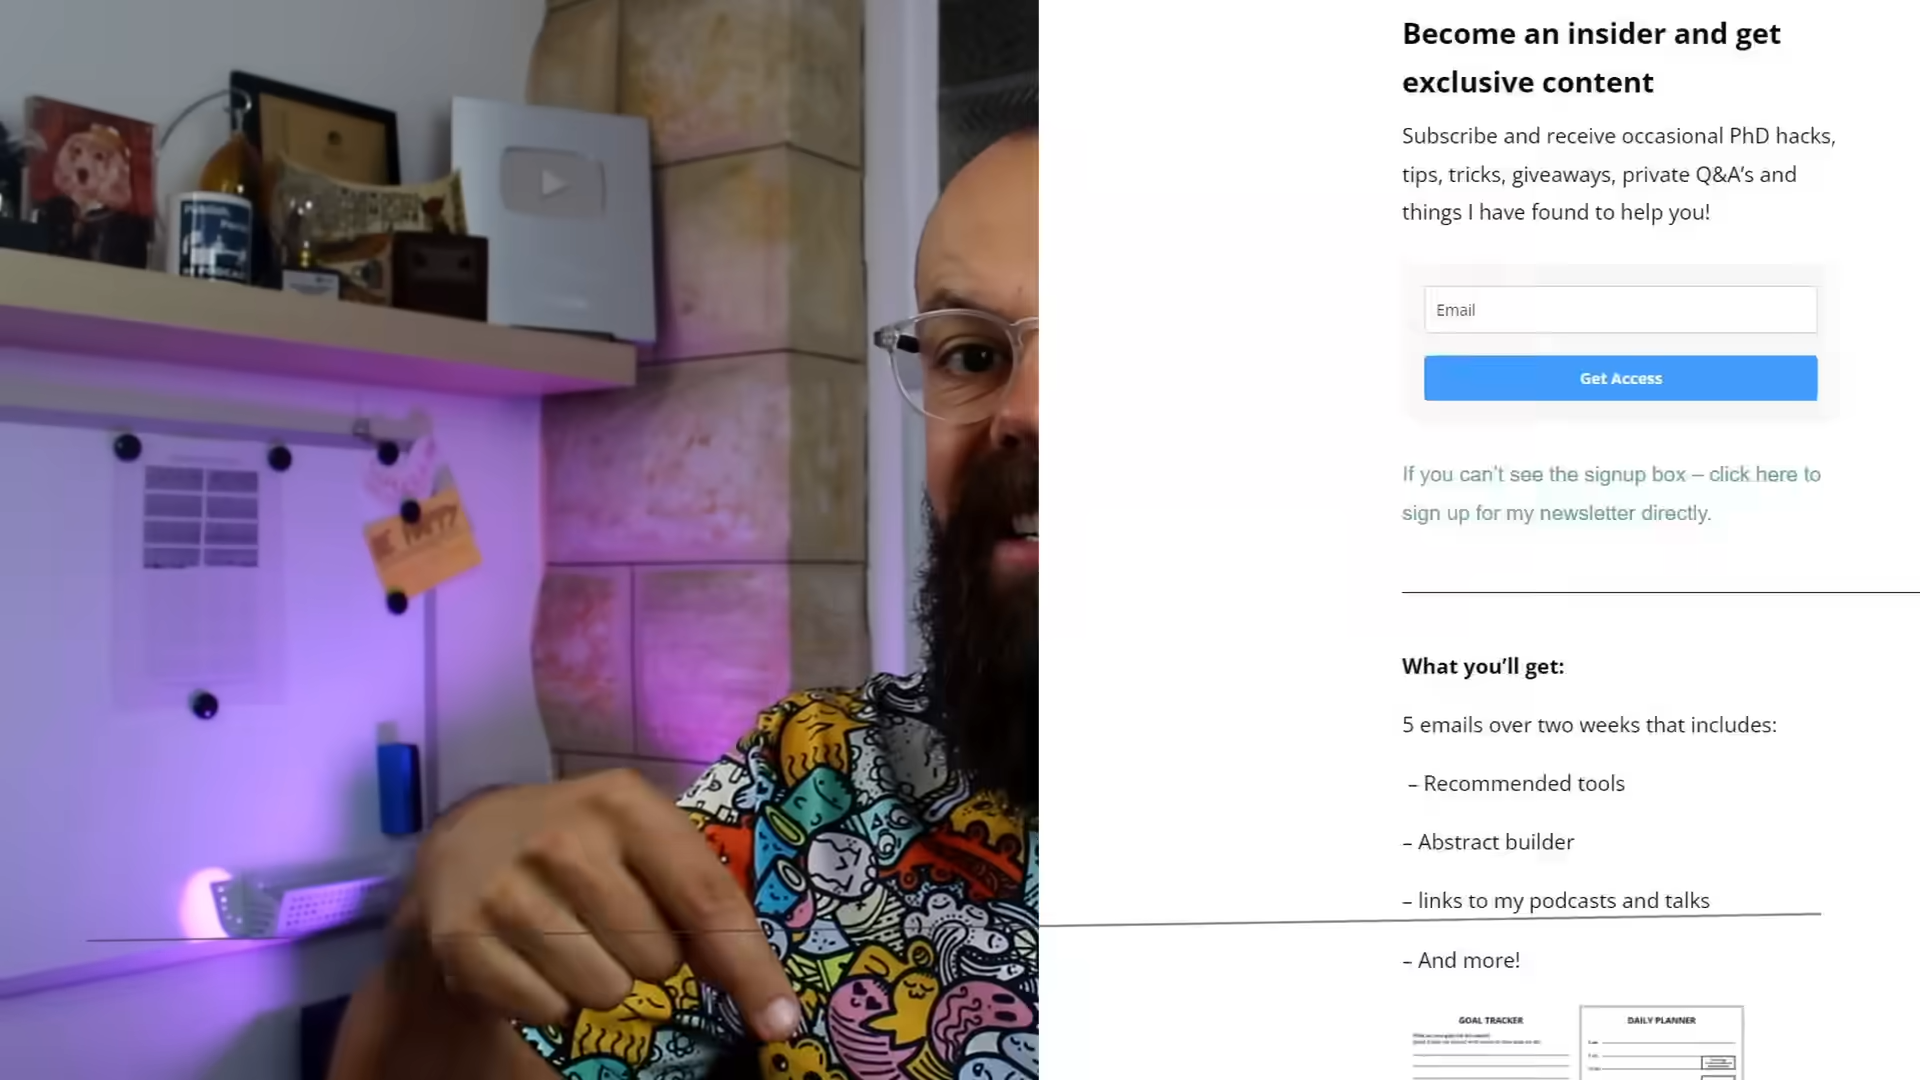 Become an insider and get
exclusive content
Subscribe and receive occasional PhD hacks,
tips, tricks, giveaways, private Q&A’s and
things I have found to help you!
Email
Get Access
If you can’t see the signup box – click here to
sign up for my newsletter directly.
What you’ll get:
5 emails over two weeks that includes:
– Recommended tools
– Abstract builder
– links to my podcasts and talks
– And more!
GOAL TRACKER
DAILY PLANNER